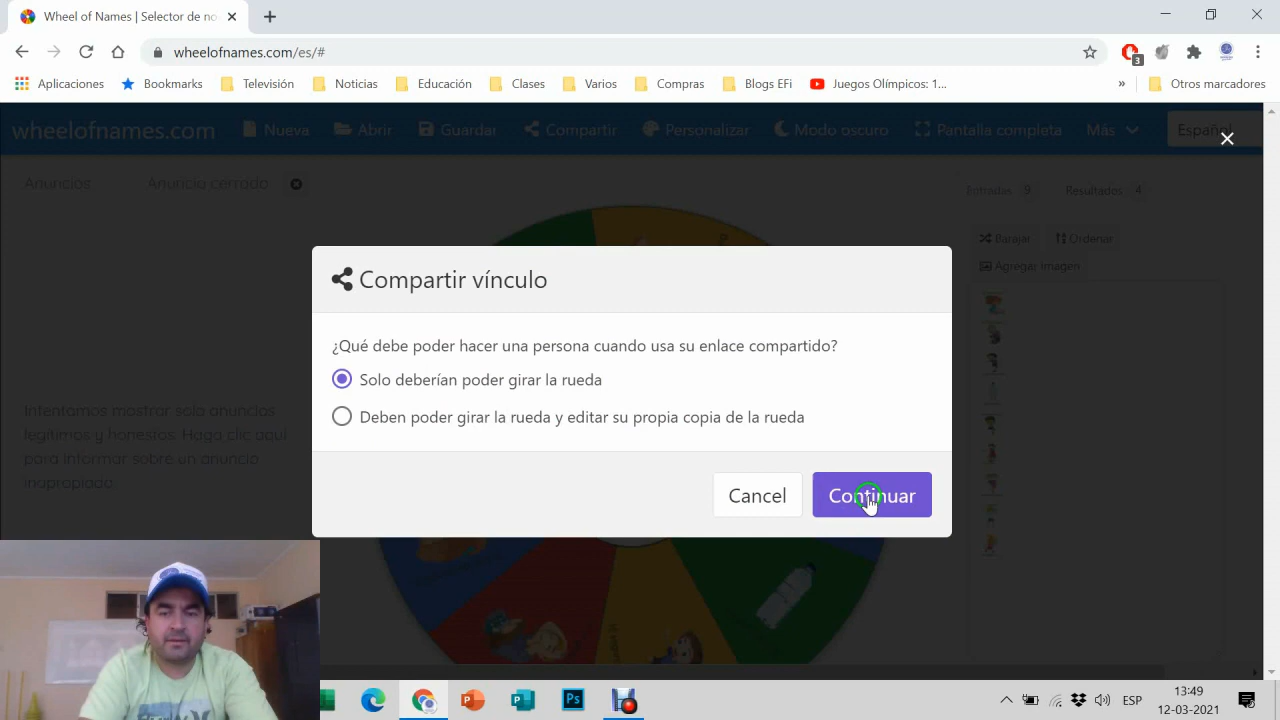 Wheel of Names | Selector de no
wheelofnames.com/es/#
3
Aplicaciones
Bookmarks
Televisión
Noticias
Educación
Clases
Varios
Compras
Blogs EFi
Juegos Olímpicos: 1...
»
Otros marcadores
wheelofnames.com
Nueva
Abrir
Guardar
Compartir
Personalizar
Modo oscuro
Pantalla completa
Más
Español
Anuncios
Anuncio cerrado
Entradas 9
Resultados 4
Barajar
Ordenar
Agregar imagen
Compartir vínculo
¿Qué debe poder hacer una persona cuando usa su enlace compartido?
Solo deberían poder girar la rueda
Deben poder girar la rueda y editar su propia copia de la rueda
Cancel
Continuar
Intentamos mostrar solo anuncios
legítimos y honestos. Haga clic aquí
para informar sobre un anuncio
inapropiado.
ESP
13:49
12-03-2021